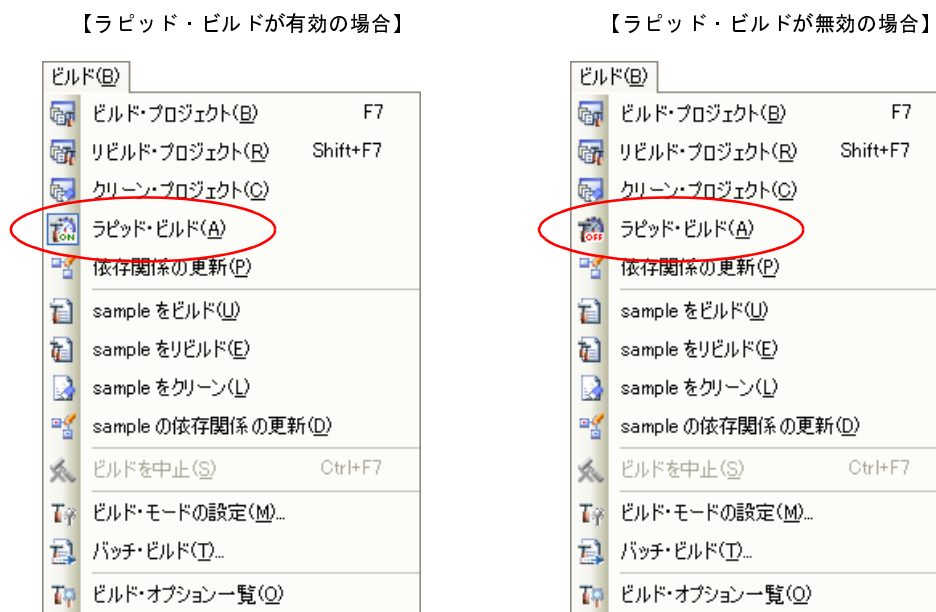 【ラピッド・ビルドが有効の場合】
ビルド(B)
ビルド・プロジェクト(B) F7
リビルド・プロジェクト(R) Shift+F7
クリーン・プロジェクト(C)
ON ラピッド・ビルド(A)
依存関係の更新(P)
sample をビルド(U)
sample をリビルド(E)
sample をクリーン(L)
sample の依存関係の更新(D)
ビルドを中止(S) Ctrl+F7
ビルド・モードの設定(M)...
バッチ・ビルド(T)...
ビルド・オプション一覧(O)
【ラピッド・ビルドが無効の場合】
ビルド(B)
ビルド・プロジェクト(B) F7
リビルド・プロジェクト(R) Shift+F7
クリーン・プロジェクト(C)
OFF ラピッド・ビルド(A)
依存関係の更新(P)
sample をビルド(U)
sample をリビルド(E)
sample をクリーン(L)
sample の依存関係の更新(D)
ビルドを中止(S) Ctrl+F7
ビルド・モードの設定(M)...
バッチ・ビルド(T)...
ビルド・オプション一覧(O)